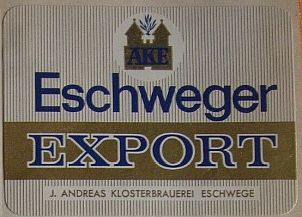 AKE
Eschweger
EXPORT
J. ANDREAS KLOSTERBRAUEREI ESCHWEGE